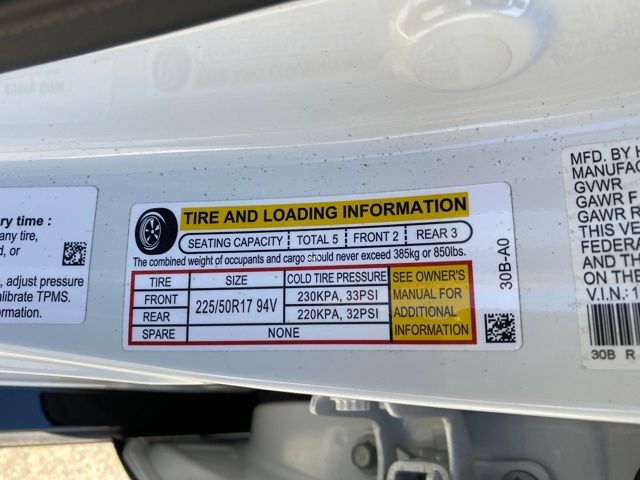 TIRE AND LOADING INFORMATION
SEATING CAPACITY TOTAL 5 FRONT 2 REAR 3
The combined weight of occupants and cargo should never exceed 385kg or 850lbs.
TIRE SIZE COLD TIRE PRESSURE SEE OWNER'S MANUAL FOR ADDITIONAL INFORMATION
FRONT 225/50R17 94V 230KPA, 33PSI
REAR 220KPA, 32PSI
SPARE NONE
30B-A0
ry time :
any tire,
d, or
, adjust pressure
alibrate TPMS.
ormation.
MFD. BY H
MANUFAC
GVWR
GAWR F
GAWR R
THIS VE
FEDERA
AND TH
ON THE
V.I.N.: 1
30B R